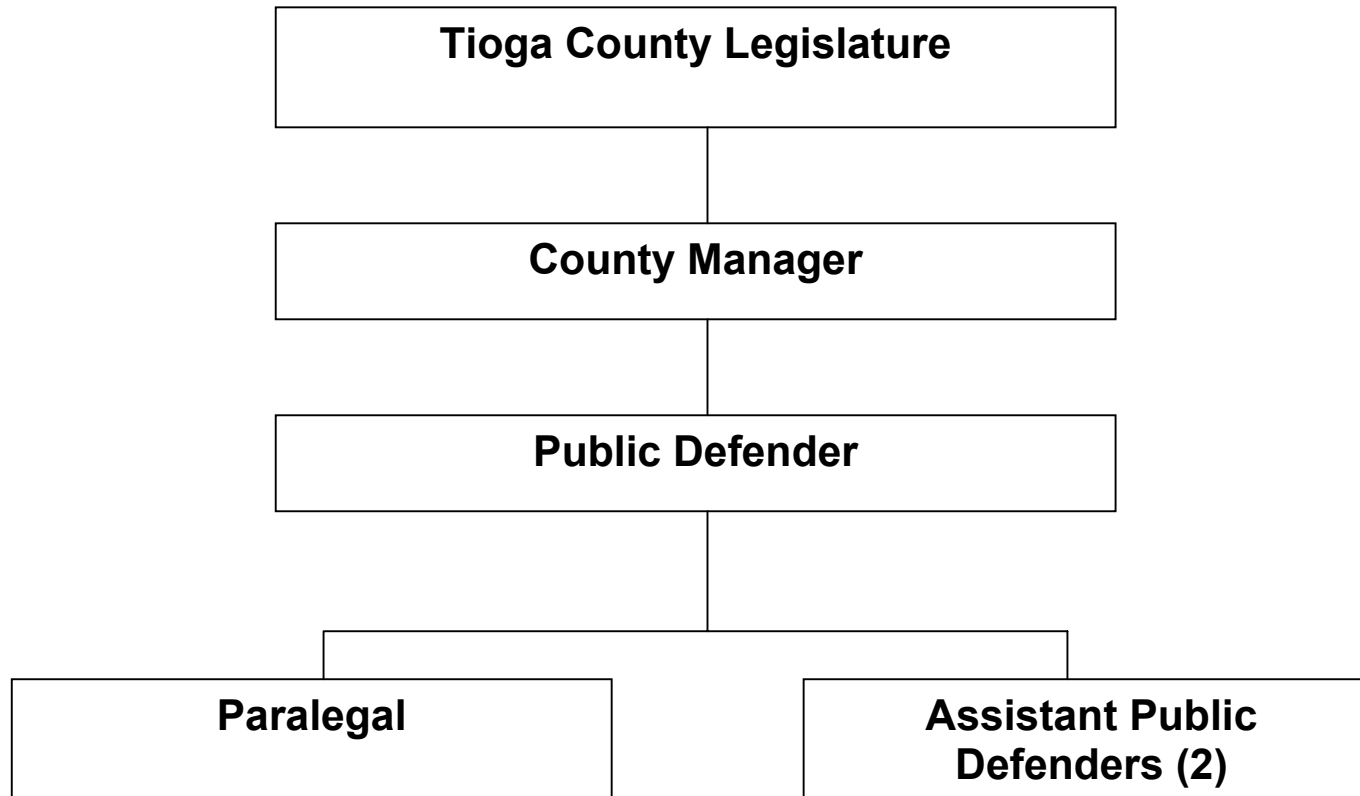 Tioga County Legislature
County Manager
Public Defender
Paralegal
Assistant Public
Defenders (2)